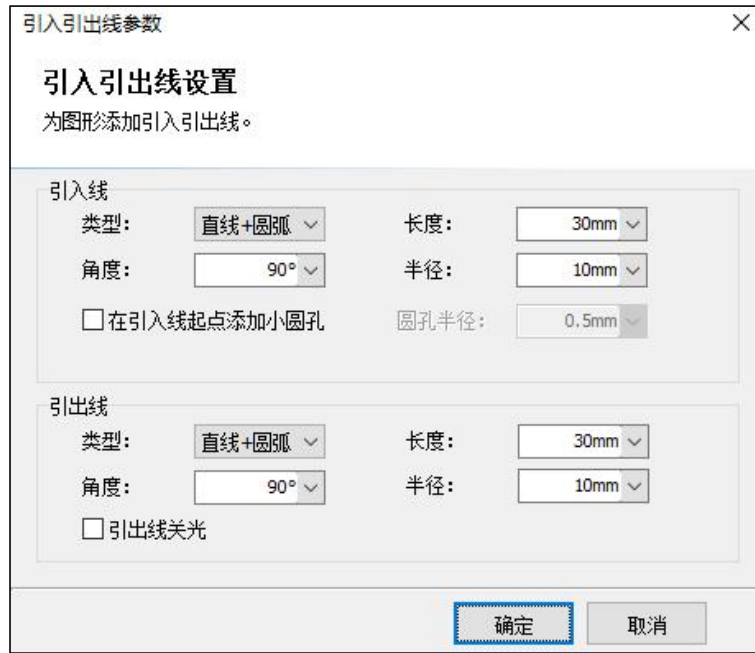 引入引出线参数
引入引出线设置
为图形添加引入引出线。
引入线
类型: 直线+圆弧 长度: 30mm
角度: 90° 半径: 10mm
在引入线起点添加小圆孔 圆孔半径: 0.5mm
引出线
类型: 直线+圆弧 长度: 30mm
角度: 90° 半径: 10mm
引出线关光
确定 取消